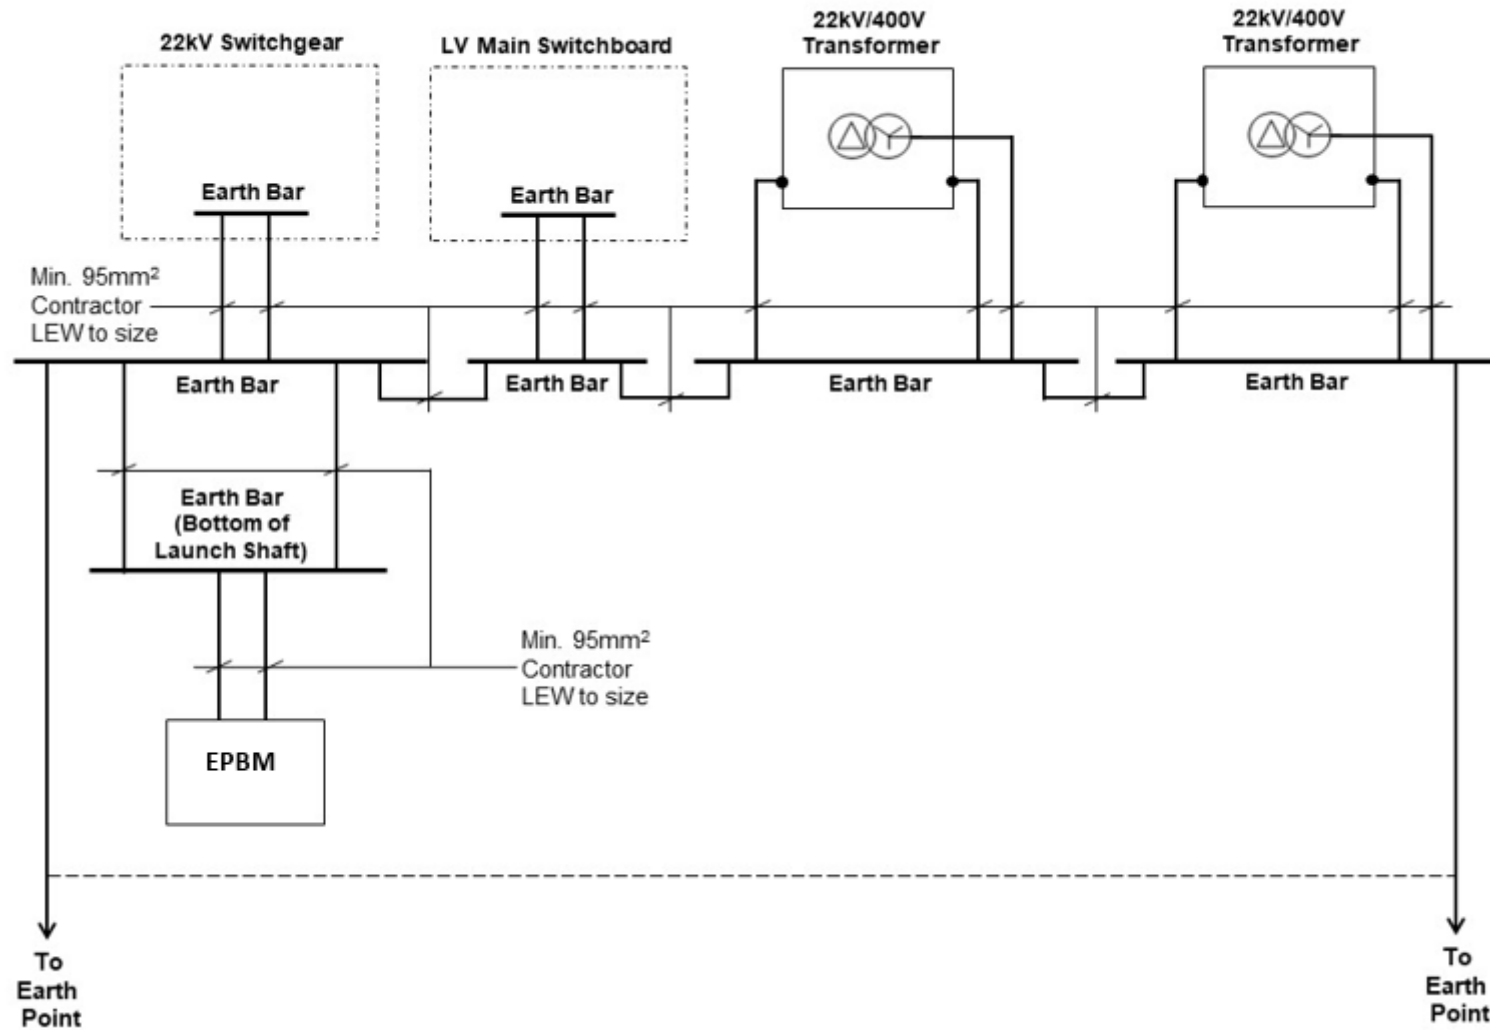 22kV Switchgear
LV Main Switchboard
22kV/400V
Transformer
22kV/400V
Transformer
Earth Bar
Earth Bar
Min. 95mm²
Contractor
LEW to size
Earth Bar
Earth Bar
Earth Bar
Earth Bar
Earth Bar
(Bottom of
Launch Shaft)
Min. 95mm²
Contractor
LEW to size
EPBM
To
Earth
Point
To
Earth
Point